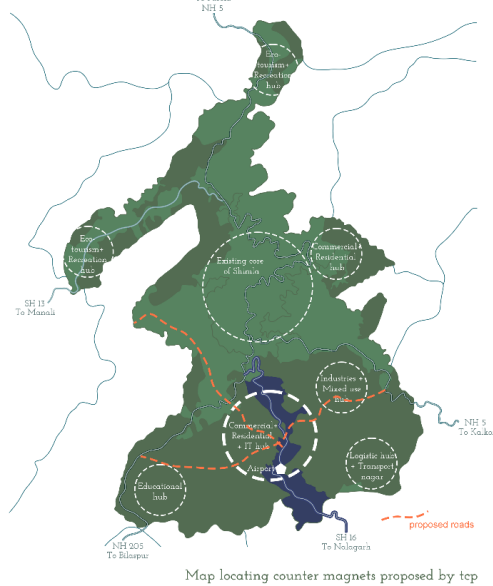 NH 5
Eco-
tourism+
Recreation
hub
Eco-
tourism+
Recreation
hub
Existing core
of Shimla
Commercial+
Residential
hub
SH 13
To Manali
Industries +
Mixed use
hub
Commercial +
Residential
+ IT hub
Airport
NH 5
To Kalka
Logistic hub
+ Transport
nagar
Educational
hub
proposed roads
NH 205
To Bilaspur
SH 16
To Nalagarh
Map locating counter magnets proposed by tcp